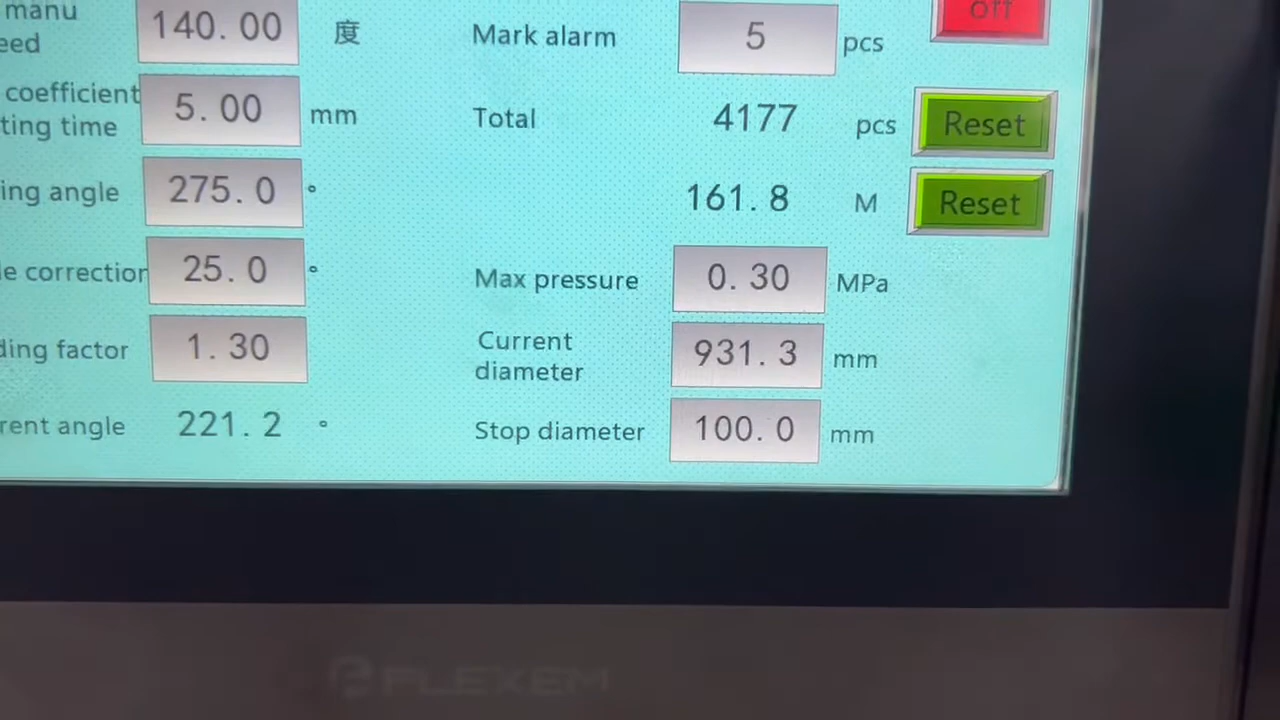 manu
eed
140.00 度
coefficient
ting time
5.00 mm
ing angle 275.0 °
e correction 25.0 °
ding factor 1.30
rent angle 221.2 °
Mark alarm 5 pcs
off
Total 4177 pcs Reset
161.8 M Reset
Max pressure 0.30 MPa
Current
diameter
931.3 mm
Stop diameter 100.0 mm
PLEXEM